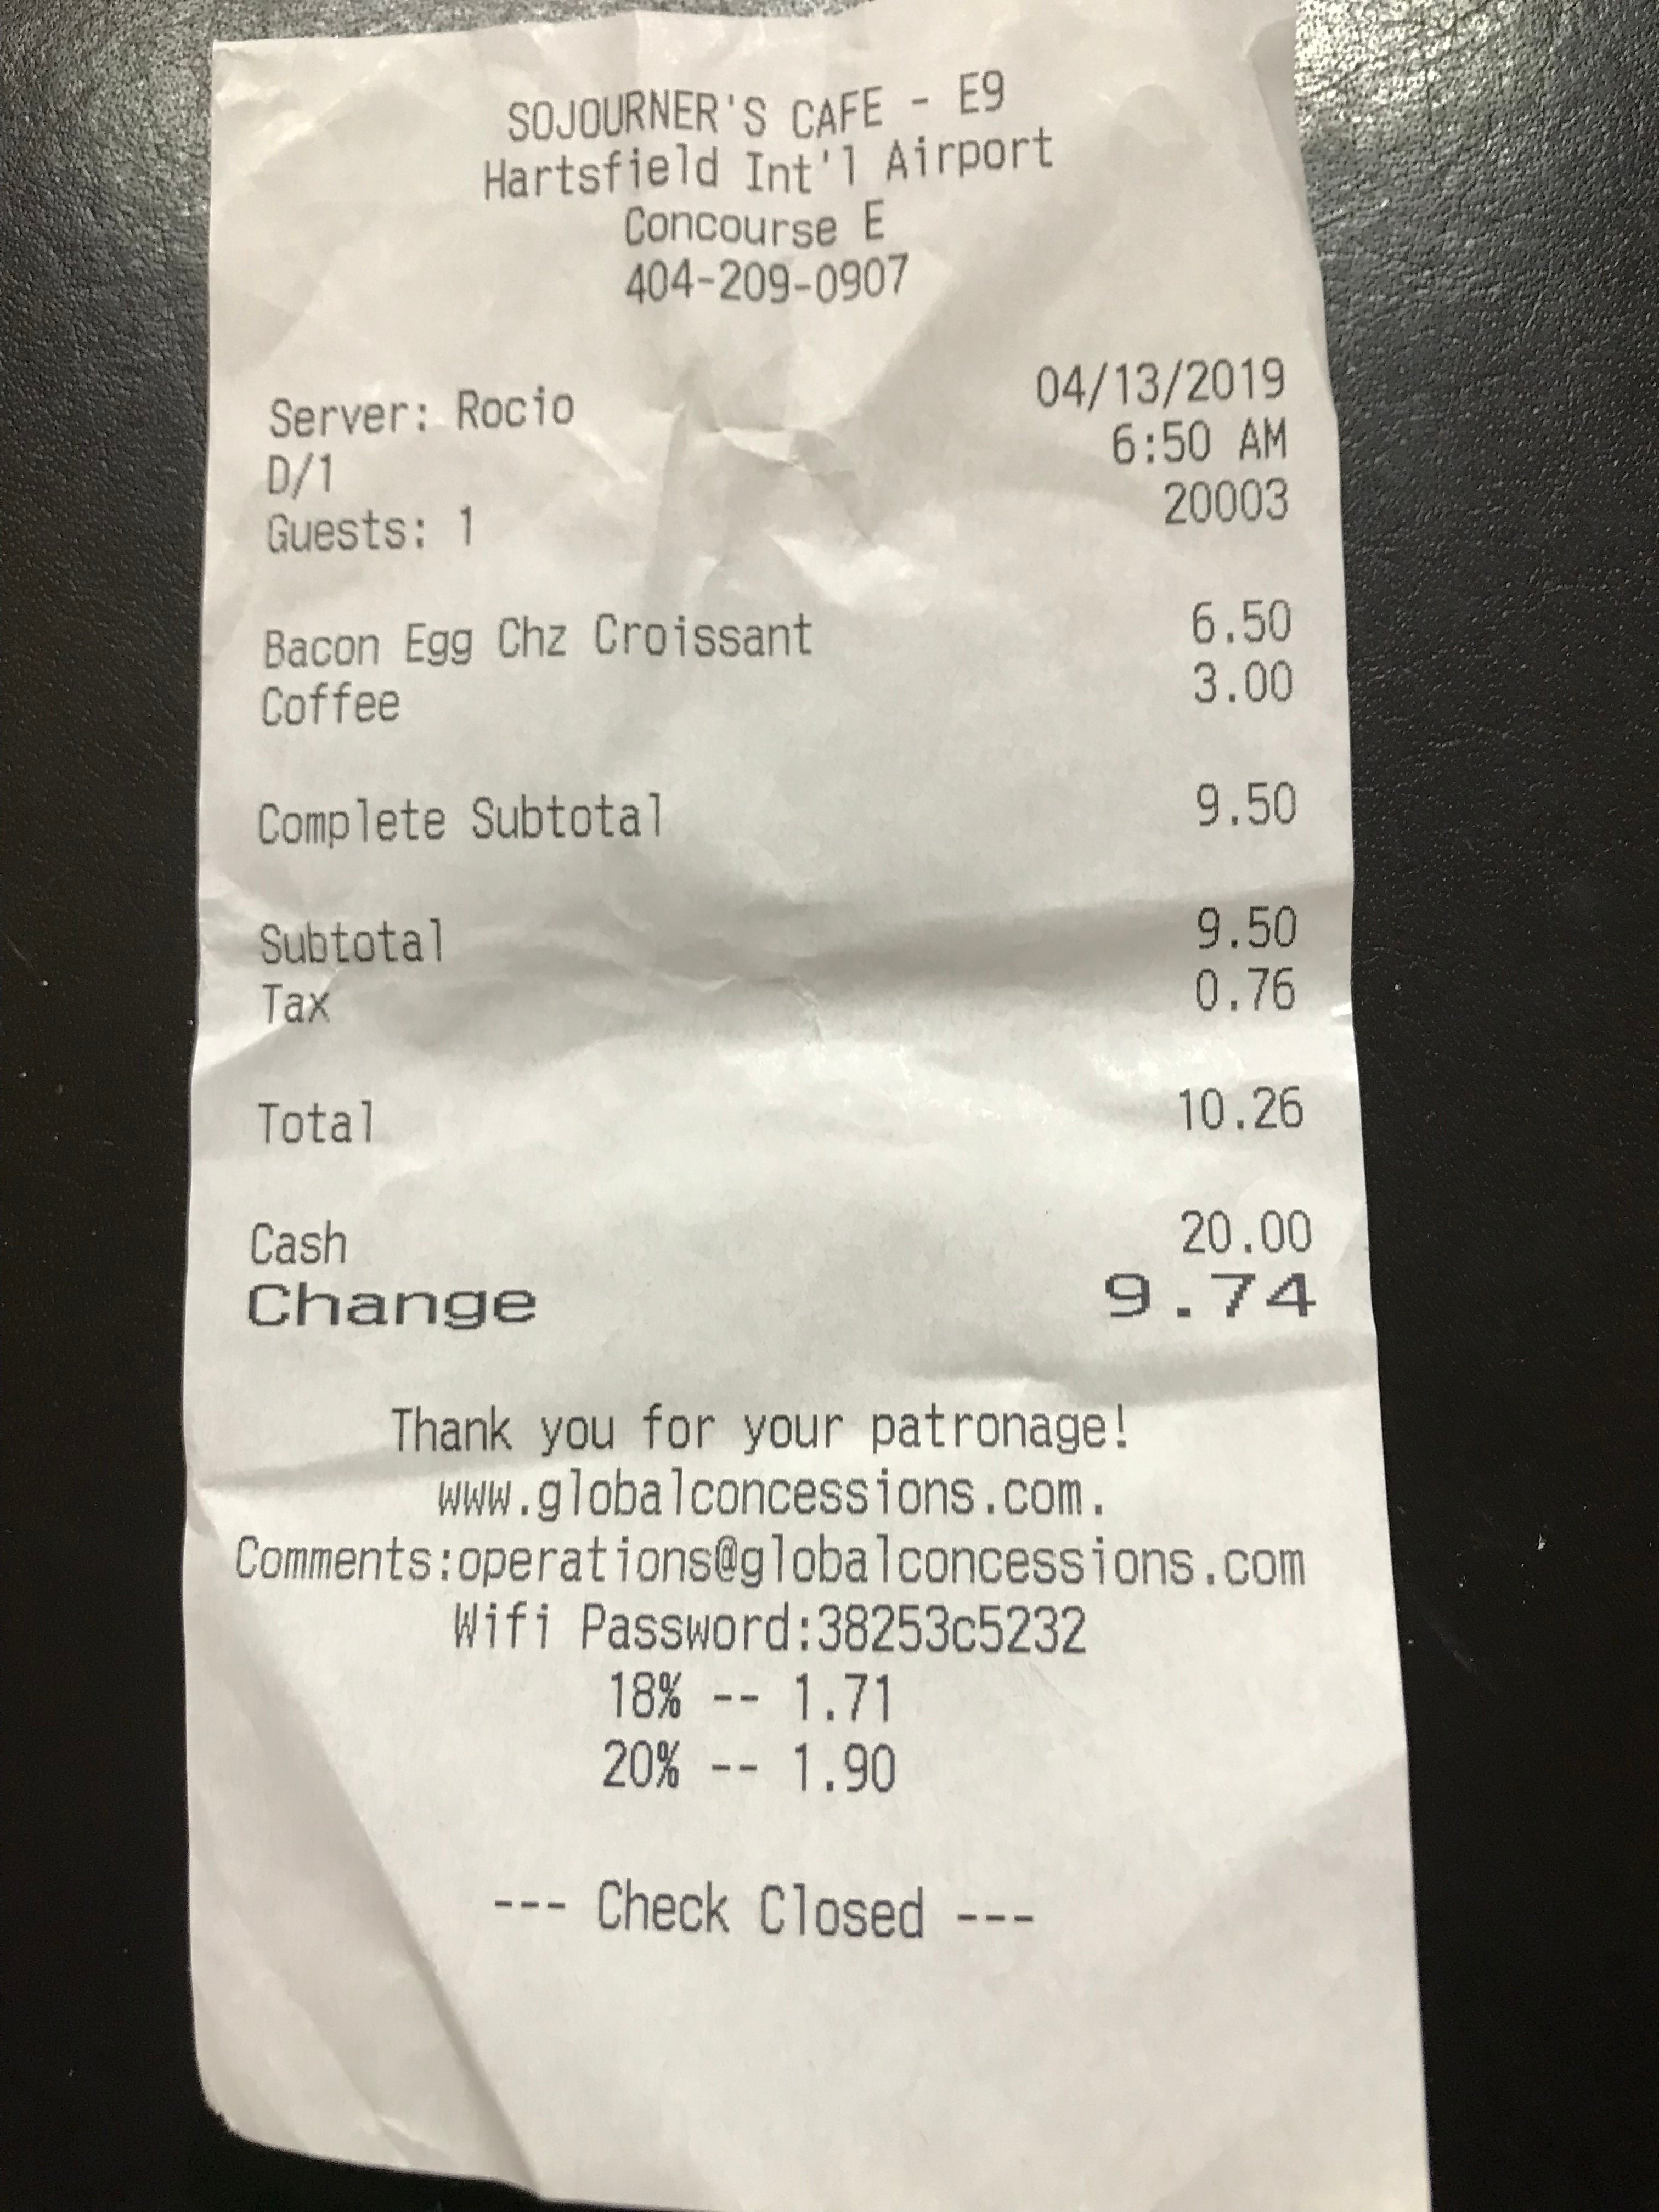 SOJOURNER'S CAFE - E9
Hartsfield Int'l Airport
Concourse E
404-209-0907
Server: Rocio 04/13/2019
D/1 6:50 AM
Guests: 1 20003
Bacon Egg Chz Croissant 6.50
Coffee 3.00
Complete Subtotal 9.50
Subtotal 9.50
Tax 0.76
Total 10.26
Cash 20.00
Change 9.74
Thank you for your patronage!
www.globalconcessions.com.
Comments:operations@globalconcessions.com
Wifi Password:38253c5232
18% -- 1.71
20% -- 1.90
--- Check Closed ---